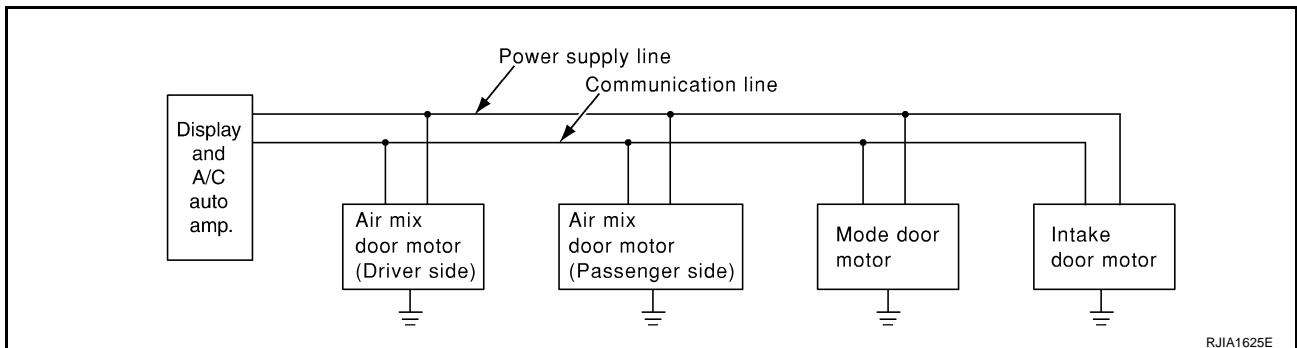 Power supply line
Communication line
Display
and
A/C
auto
amp.
Air mix
door motor
(Driver side)
Air mix
door motor
(Passenger side)
Mode door
motor
Intake
door motor
RJIA1625E